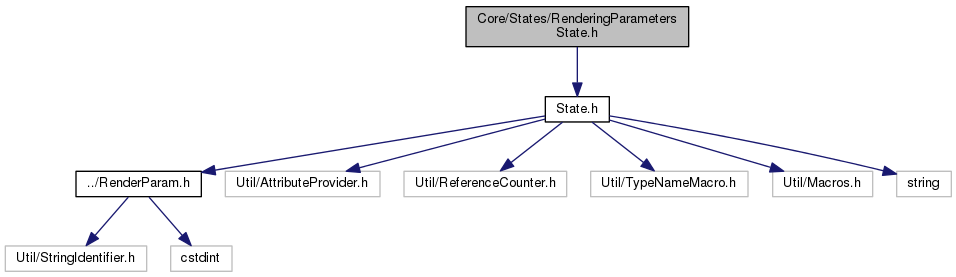 Core/States/RenderingParameters
State.h
State.h
../RenderParam.h
Util/AttributeProvider.h
Util/ReferenceCounter.h
Util/TypeNameMacro.h
Util/Macros.h
string
Util/StringIdentifier.h
cstdint